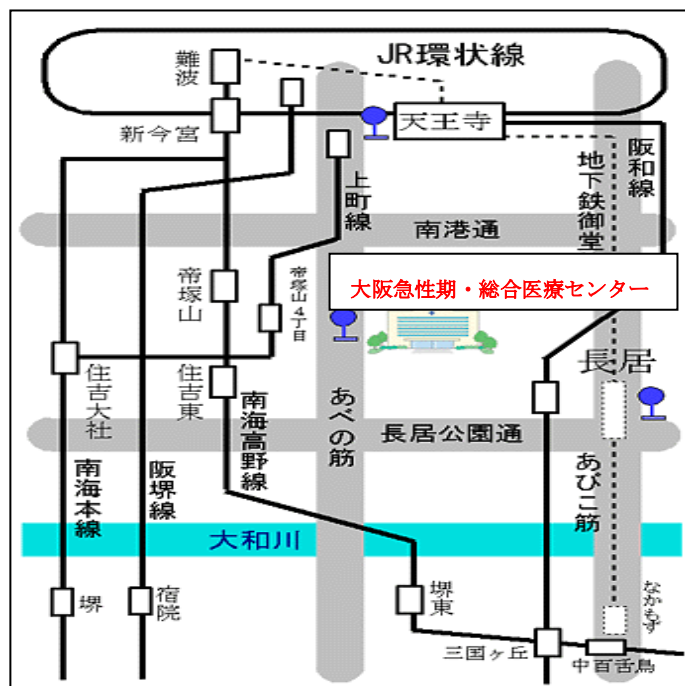 JR環状線
難波
新今宮
天王寺
阪和線
地下鉄御堂
上町線
南港通
帝塚山
帝塚山4丁目
大阪急性期・総合医療センター
住吉大社
住吉東
長居
あべの筋
長居公園通
南海本線
阪堺線
南海高野線
あびこ筋
大和川
堺
宿院
堺東
三国ヶ丘
なかもず
中百舌鳥